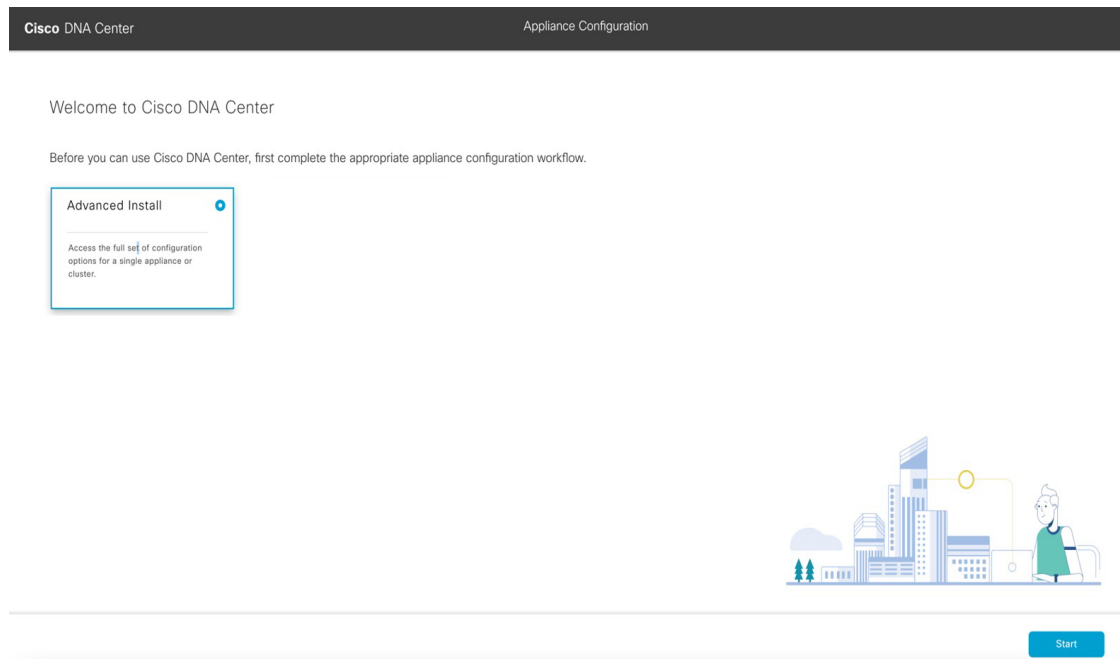 Cisco DNA Center
Appliance Configuration
Welcome to Cisco DNA Center
Before you can use Cisco DNA Center, first complete the appropriate appliance configuration workflow.
Advanced Install
Access the full set of configuration
options for a single appliance or
cluster.
Start